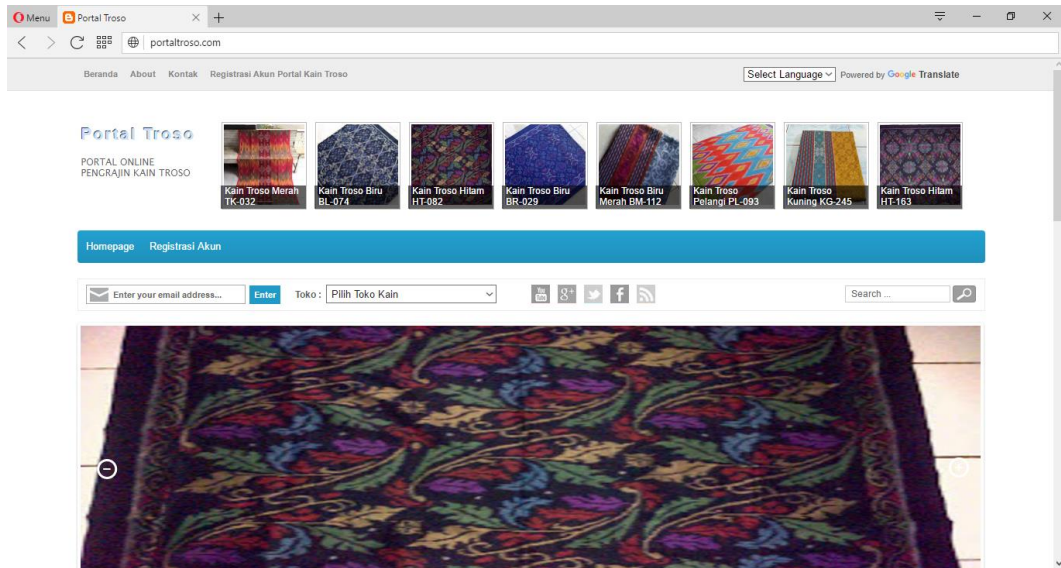 Menu
Portal Troso
portaltroso.com
Beranda About Kontak Registrasi Akun Portal Kain Troso
Select Language
Powered by Google Translate
Portal Troso
PORTAL ONLINE
PENGRAJIN KAIN TROSO
Kain Troso Merah
TK-032
Kain Troso Biru
BL-074
Kain Troso Hitam
HT-082
Kain Troso Biru
BR-029
Kain Troso Biru
Merah BM-112
Kain Troso
Pelangi PL-093
Kain Troso
Kuning KG-245
Kain Troso Hitam
HT-163
Homepage Registrasi Akun
Enter your email address...
Enter
Toko :
Pilih Toko Kain
You
Tube
g+
f
Search ...